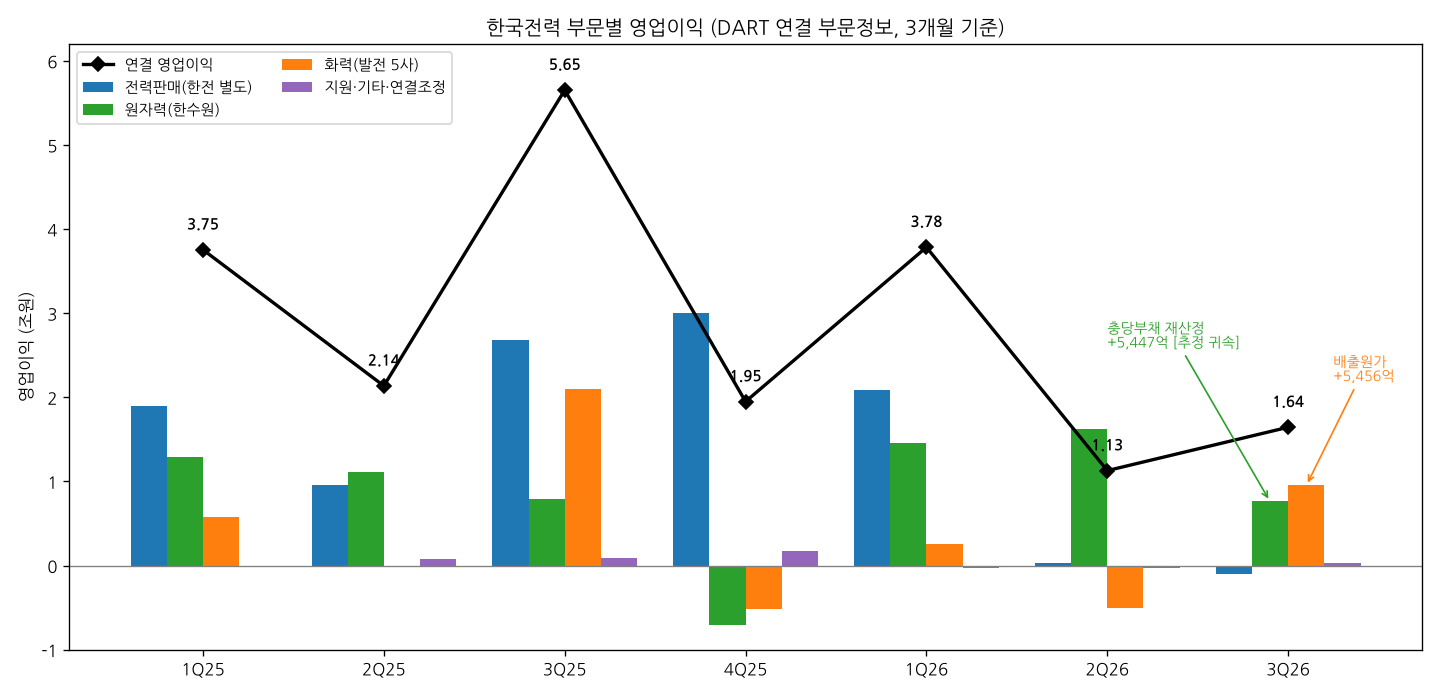 한국전력 부문별 영업이익 (DART 연결 부문정보, 3개월 기준)
연결 영업이익
전력판매(한전 별도)
원자력(한수원)
화력(발전 5사)
지원·기타·연결조정
영업이익 (조원)
6
5
4
3
2
1
0
-1
3.75
2.14
5.65
1.95
3.78
1.13
1.64
충당부채 재산정
+5,447억 [추정 귀속]
배출원가
+5,456억
1Q25
2Q25
3Q25
4Q25
1Q26
2Q26
3Q26